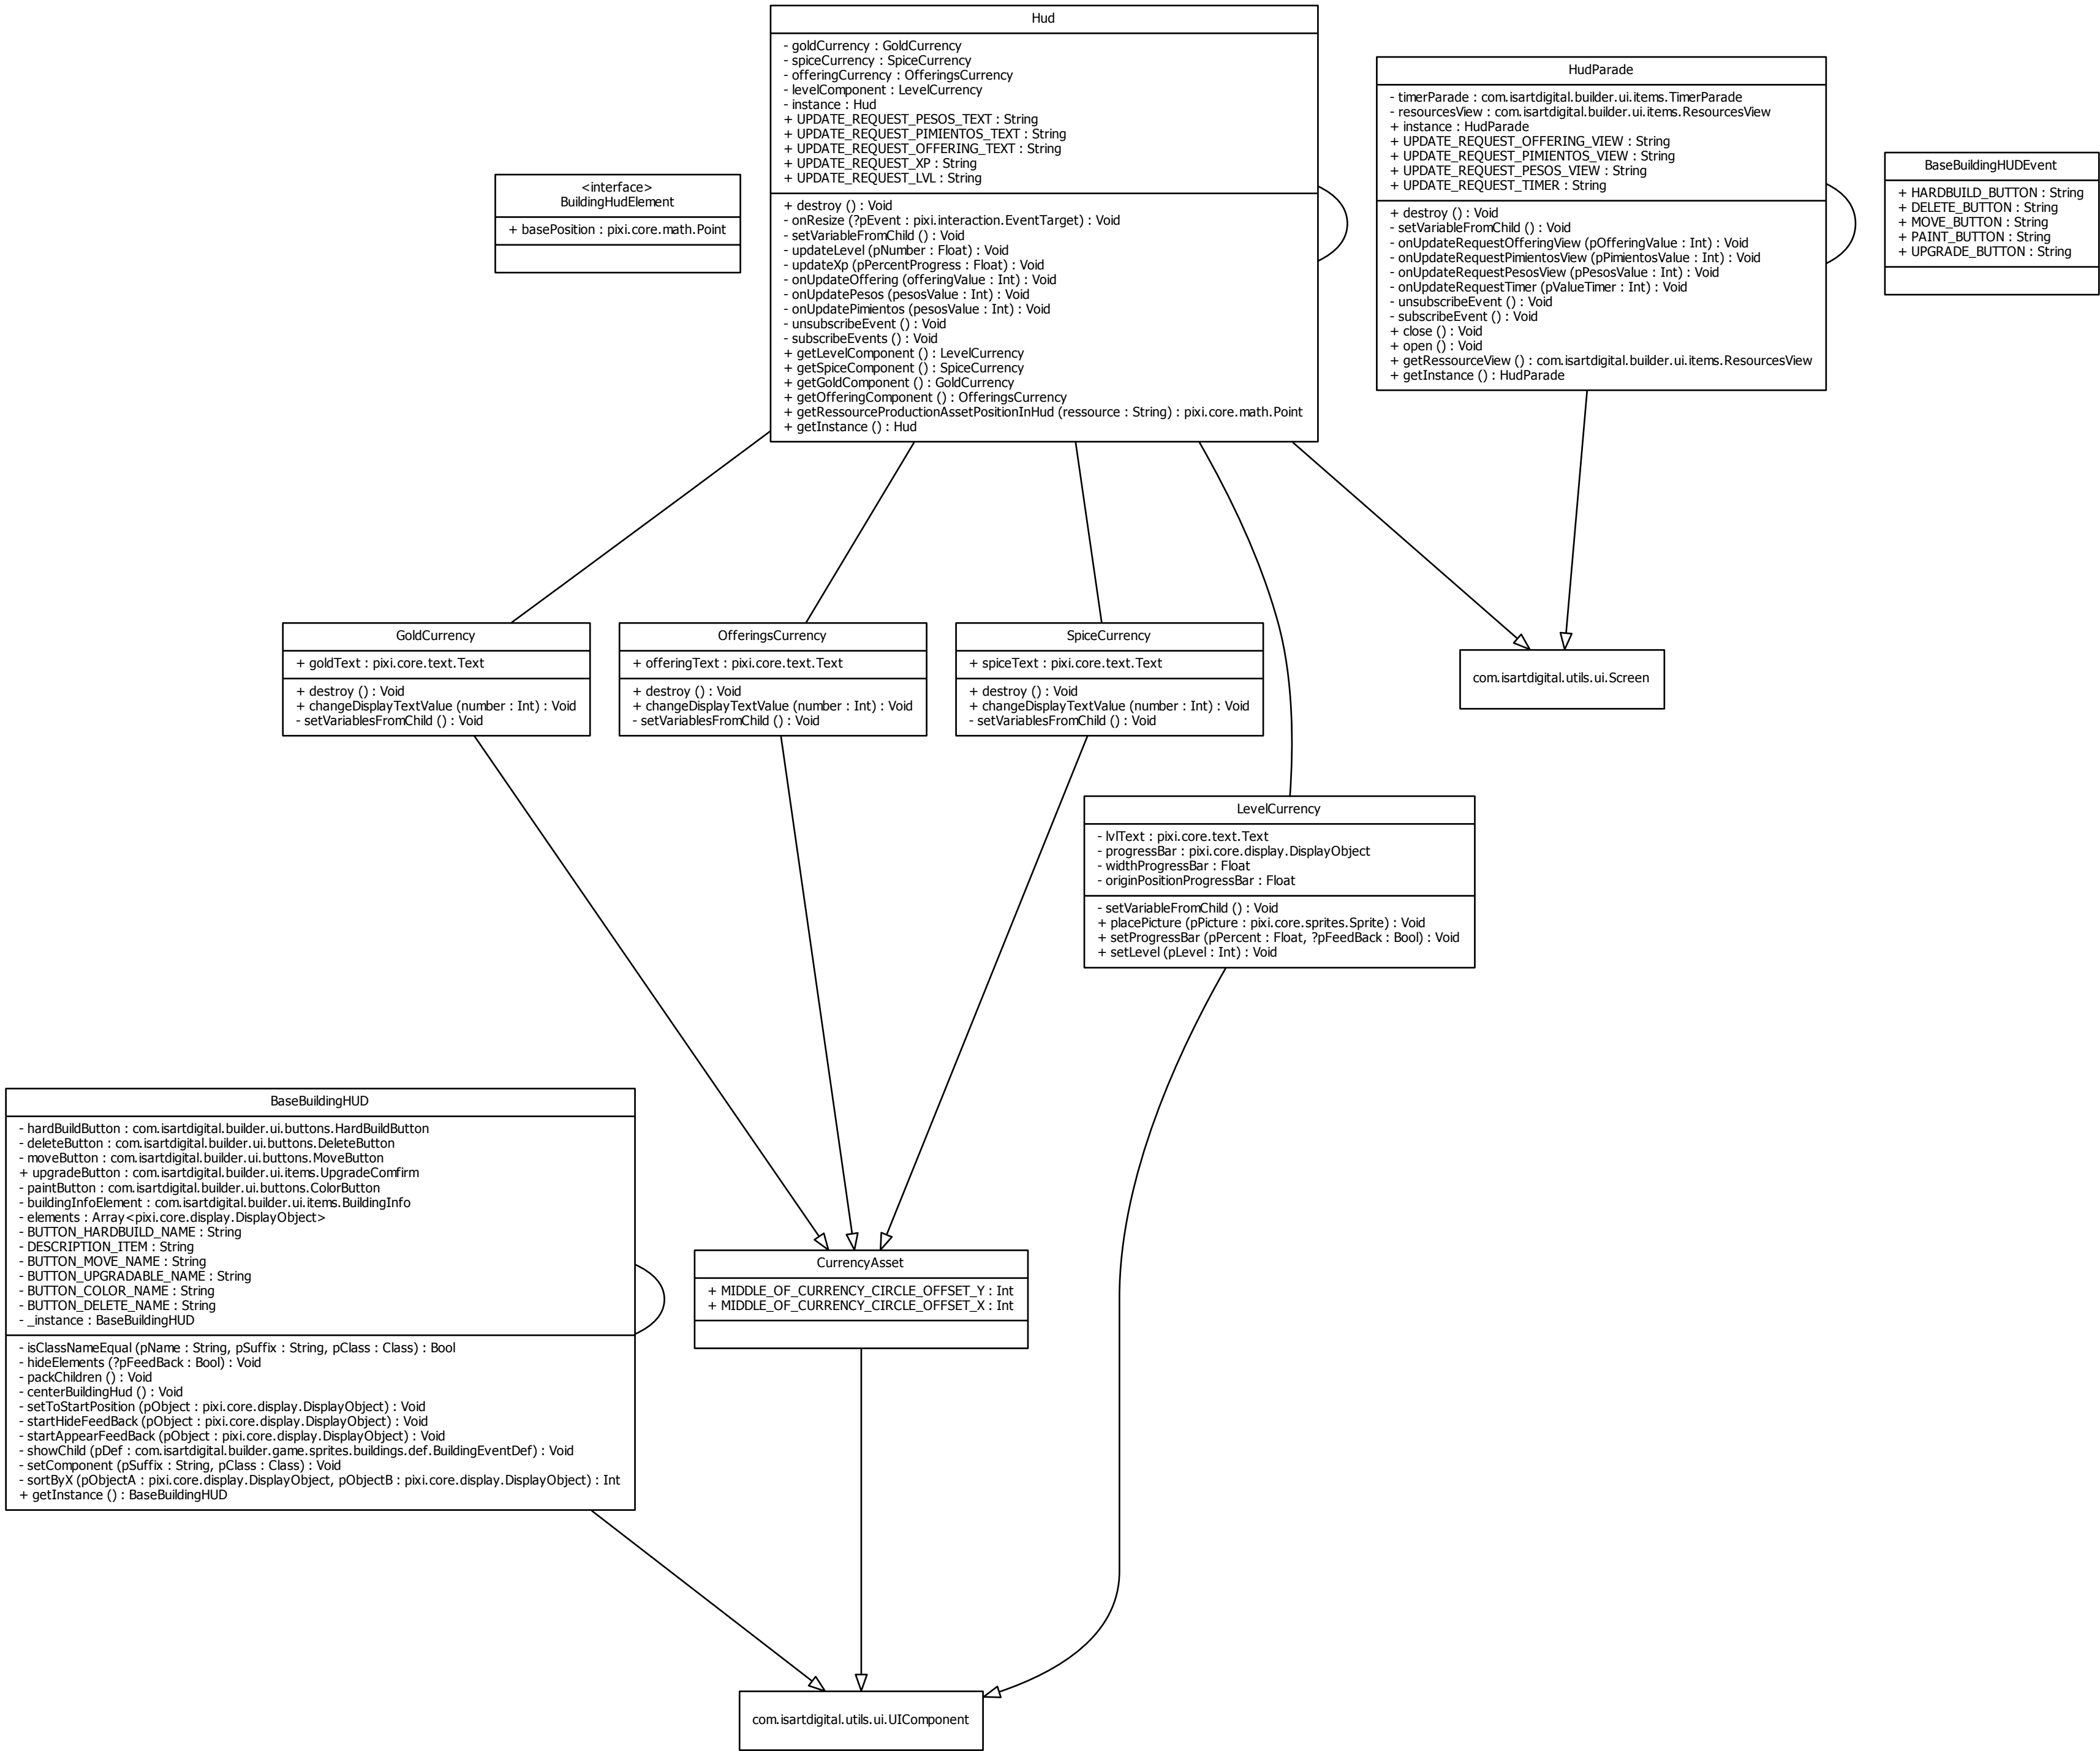 Hud
- goldCurrency : GoldCurrency
- spiceCurrency : SpiceCurrency
- offeringCurrency : OfferingsCurrency
- levelComponent : LevelCurrency
- instance : Hud
+ UPDATE_REQUEST_PESOS_TEXT : String
+ UPDATE_REQUEST_PIMIENTOS_TEXT : String
+ UPDATE_REQUEST_OFFERING_TEXT : String
+ UPDATE_REQUEST_XP : String
+ UPDATE_REQUEST_LVL : String
+ destroy () : Void
- onResize (?pEvent : pixi.interaction.EventTarget) : Void
- setVariableFromChild () : Void
- updateLevel (pNumber : Float) : Void
- updateXp (pPercentProgress : Float) : Void
- onUpdateOffering (offeringValue : Int) : Void
- onUpdatePesos (pesosValue : Int) : Void
- onUpdatePimientos (pesosValue : Int) : Void
- unsubscribeEvent () : Void
- subscribeEvents () : Void
+ getLevelComponent () : LevelCurrency
+ getSpiceComponent () : SpiceCurrency
+ getGoldComponent () : GoldCurrency
+ getOfferingComponent () : OfferingsCurrency
+ getRessourceProductionAssetPositionInHud (ressource : String) : pixi.core.math.Point
+ getInstance () : Hud
HudParade
- timerParade : com.isartdigital.builder.ui.items.TimerParade
- resourcesView : com.isartdigital.builder.ui.items.ResourcesView
+ instance : HudParade
+ UPDATE_REQUEST_OFFERING_VIEW : String
+ UPDATE_REQUEST_PIMIENTOS_VIEW : String
+ UPDATE_REQUEST_PESOS_VIEW : String
+ UPDATE_REQUEST_TIMER : String
+ destroy () : Void
- setVariableFromChild () : Void
- onUpdateRequestOfferingView (pOfferingValue : Int) : Void
- onUpdateRequestPimientosView (pPimientosValue : Int) : Void
- onUpdateRequestPesosView (pPesosValue : Int) : Void
- onUpdateRequestTimer (pValueTimer : Int) : Void
- unsubscribeEvent () : Void
- subscribeEvent () : Void
+ close () : Void
+ open () : Void
+ getRessourceView () : com.isartdigital.builder.ui.items.ResourcesView
+ getInstance () : HudParade
BaseBuildingHUDEvent
+ HARDBUILD_BUTTON : String
+ DELETE_BUTTON : String
+ MOVE_BUTTON : String
+ PAINT_BUTTON : String
+ UPGRADE_BUTTON : String
<interface>
BuildingHudElement
+ basePosition : pixi.core.math.Point
GoldCurrency
+ goldText : pixi.core.text.Text
+ destroy () : Void
+ changeDisplayTextValue (number : Int) : Void
- setVariablesFromChild () : Void
OfferingsCurrency
+ offeringText : pixi.core.text.Text
+ destroy () : Void
+ changeDisplayTextValue (number : Int) : Void
- setVariablesFromChild () : Void
SpiceCurrency
+ spiceText : pixi.core.text.Text
+ destroy () : Void
+ changeDisplayTextValue (number : Int) : Void
- setVariablesFromChild () : Void
com.isartdigital.utils.ui.Screen
LevelCurrency
- lvlText : pixi.core.text.Text
- progressBar : pixi.core.display.DisplayObject
- widthProgressBar : Float
- originPositionProgressBar : Float
- setVariableFromChild () : Void
+ placePicture (pPicture : pixi.core.sprites.Sprite) : Void
+ setProgressBar (pPercent : Float, ?pFeedBack : Bool) : Void
+ setLevel (pLevel : Int) : Void
BaseBuildingHUD
- hardBuildButton : com.isartdigital.builder.ui.buttons.HardBuildButton
- deleteButton : com.isartdigital.builder.ui.buttons.DeleteButton
- moveButton : com.isartdigital.builder.ui.buttons.MoveButton
+ upgradeButton : com.isartdigital.builder.ui.items.UpgradeComfirm
- paintButton : com.isartdigital.builder.ui.buttons.ColorButton
- buildingInfoElement : com.isartdigital.builder.ui.items.BuildingInfo
- elements : Array<pixi.core.display.DisplayObject>
- BUTTON_HARDBUILD_NAME : String
- DESCRIPTION_ITEM : String
- BUTTON_MOVE_NAME : String
- BUTTON_UPGRADABLE_NAME : String
- BUTTON_COLOR_NAME : String
- BUTTON_DELETE_NAME : String
- _instance : BaseBuildingHUD
- isClassNameEqual (pName : String, pSuffix : String, pClass : Class) : Bool
- hideElements (?pFeedBack : Bool) : Void
- packChildren () : Void
- centerBuildingHud () : Void
- setToStartPosition (pObject : pixi.core.display.DisplayObject) : Void
- startHideFeedBack (pObject : pixi.core.display.DisplayObject) : Void
- startAppearFeedBack (pObject : pixi.core.display.DisplayObject) : Void
- showChild (pDef : com.isartdigital.builder.game.sprites.buildings.def.BuildingEventDef) : Void
- setComponent (pSuffix : String, pClass : Class) : Void
- sortByX (pObjectA : pixi.core.display.DisplayObject, pObjectB : pixi.core.display.DisplayObject) : Int
+ getInstance () : BaseBuildingHUD
CurrencyAsset
+ MIDDLE_OF_CURRENCY_CIRCLE_OFFSET_Y : Int
+ MIDDLE_OF_CURRENCY_CIRCLE_OFFSET_X : Int
com.isartdigital.utils.ui.UIComponent